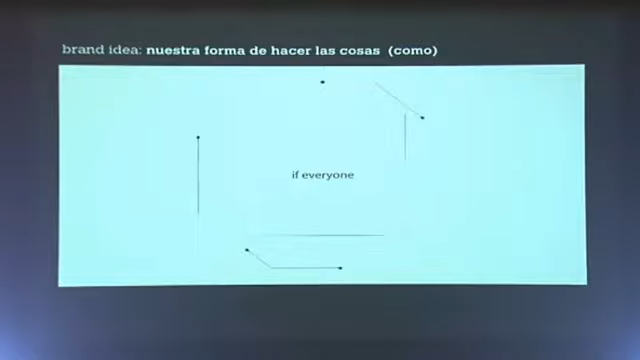 brand idea: nuestra forma de hacer las cosas (como)
if everyone